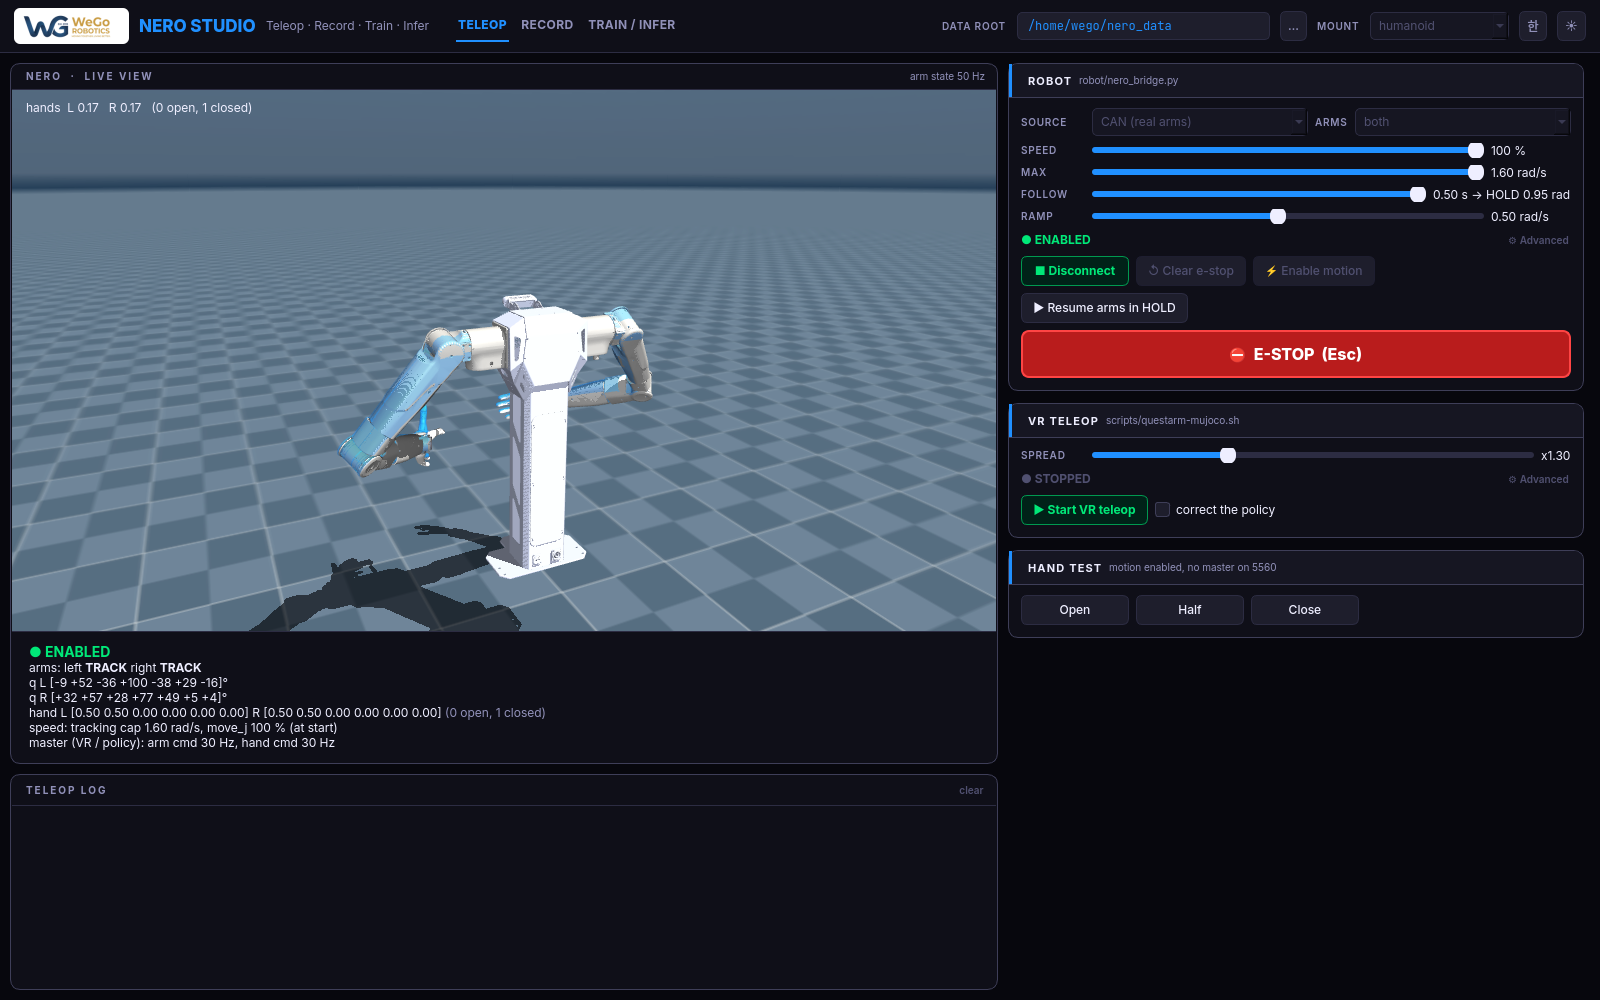 WG WeGo ROBOTICS
NERO STUDIO Teleop · Record · Train · Infer TELEOP RECORD TRAIN / INFER DATA ROOT /home/wego/nero_data ... MOUNT humanoid 한 ☀
NERO · LIVE VIEW arm state 50 Hz
hands L 0.17 R 0.17 (0 open, 1 closed)
● ENABLED
arms: left TRACK right TRACK
q L [-9 +52 -36 +100 -38 +29 -16]°
q R [+32 +57 +28 +77 +49 +5 +4]°
hand L [0.50 0.50 0.00 0.00 0.00 0.00] R [0.50 0.50 0.00 0.00 0.00 0.00] (0 open, 1 closed)
speed: tracking cap 1.60 rad/s, move_j 100 % (at start)
master (VR / policy): arm cmd 30 Hz, hand cmd 30 Hz
TELEOP LOG clear
ROBOT robot/nero_bridge.py
SOURCE CAN (real arms) ARMS both
SPEED 100 %
MAX 1.60 rad/s
FOLLOW 0.50 s → HOLD 0.95 rad
RAMP 0.50 rad/s
● ENABLED ⚙ Advanced
■ Disconnect ↺ Clear e-stop ⚡ Enable motion
▶ Resume arms in HOLD
⛔ E-STOP (Esc)
VR TELEOP scripts/questarm-mujoco.sh
SPREAD x1.30
● STOPPED ⚙ Advanced
▶ Start VR teleop correct the policy
HAND TEST motion enabled, no master on 5560
Open Half Close